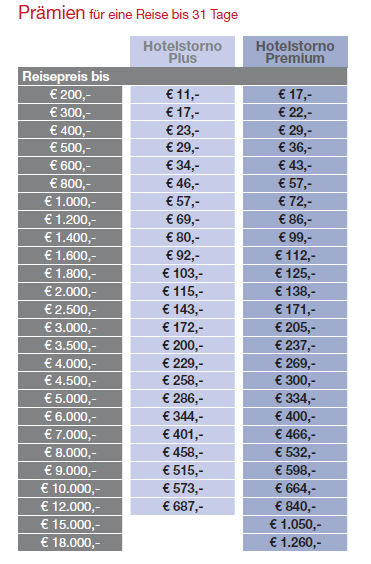 Prämien für eine Reise bis 31 Tage
Hotelstorno Plus Hotelstorno Premium
Reisepreis bis
€ 200,- € 11,- € 17,-
€ 300,- € 17,- € 22,-
€ 400,- € 23,- € 29,-
€ 500,- € 29,- € 36,-
€ 600,- € 34,- € 43,-
€ 800,- € 46,- € 57,-
€ 1.000,- € 57,- € 72,-
€ 1.200,- € 69,- € 86,-
€ 1.400,- € 80,- € 99,-
€ 1.600,- € 92,- € 112,-
€ 1.800,- € 103,- € 125,-
€ 2.000,- € 115,- € 138,-
€ 2.500,- € 143,- € 171,-
€ 3.000,- € 172,- € 205,-
€ 3.500,- € 200,- € 237,-
€ 4.000,- € 229,- € 269,-
€ 4.500,- € 258,- € 300,-
€ 5.000,- € 286,- € 334,-
€ 6.000,- € 344,- € 400,-
€ 7.000,- € 401,- € 466,-
€ 8.000,- € 458,- € 532,-
€ 9.000,- € 515,- € 598,-
€ 10.000,- € 573,- € 664,-
€ 12.000,- € 687,- € 840,-
€ 15.000,- € 1.050,-
€ 18.000,- € 1.260,-